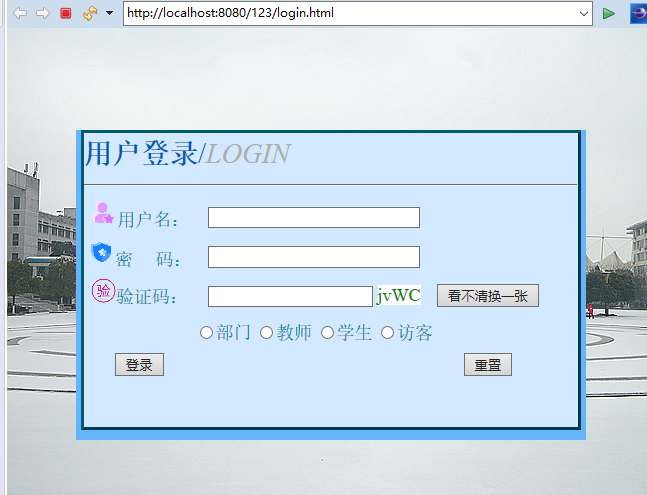 http://localhost:8080/123/login.html
用户登录/LOGIN
用户名：
密 码：
验 验证码： jvWC 看不清换一张
部门 教师 学生 访客
登录 重置